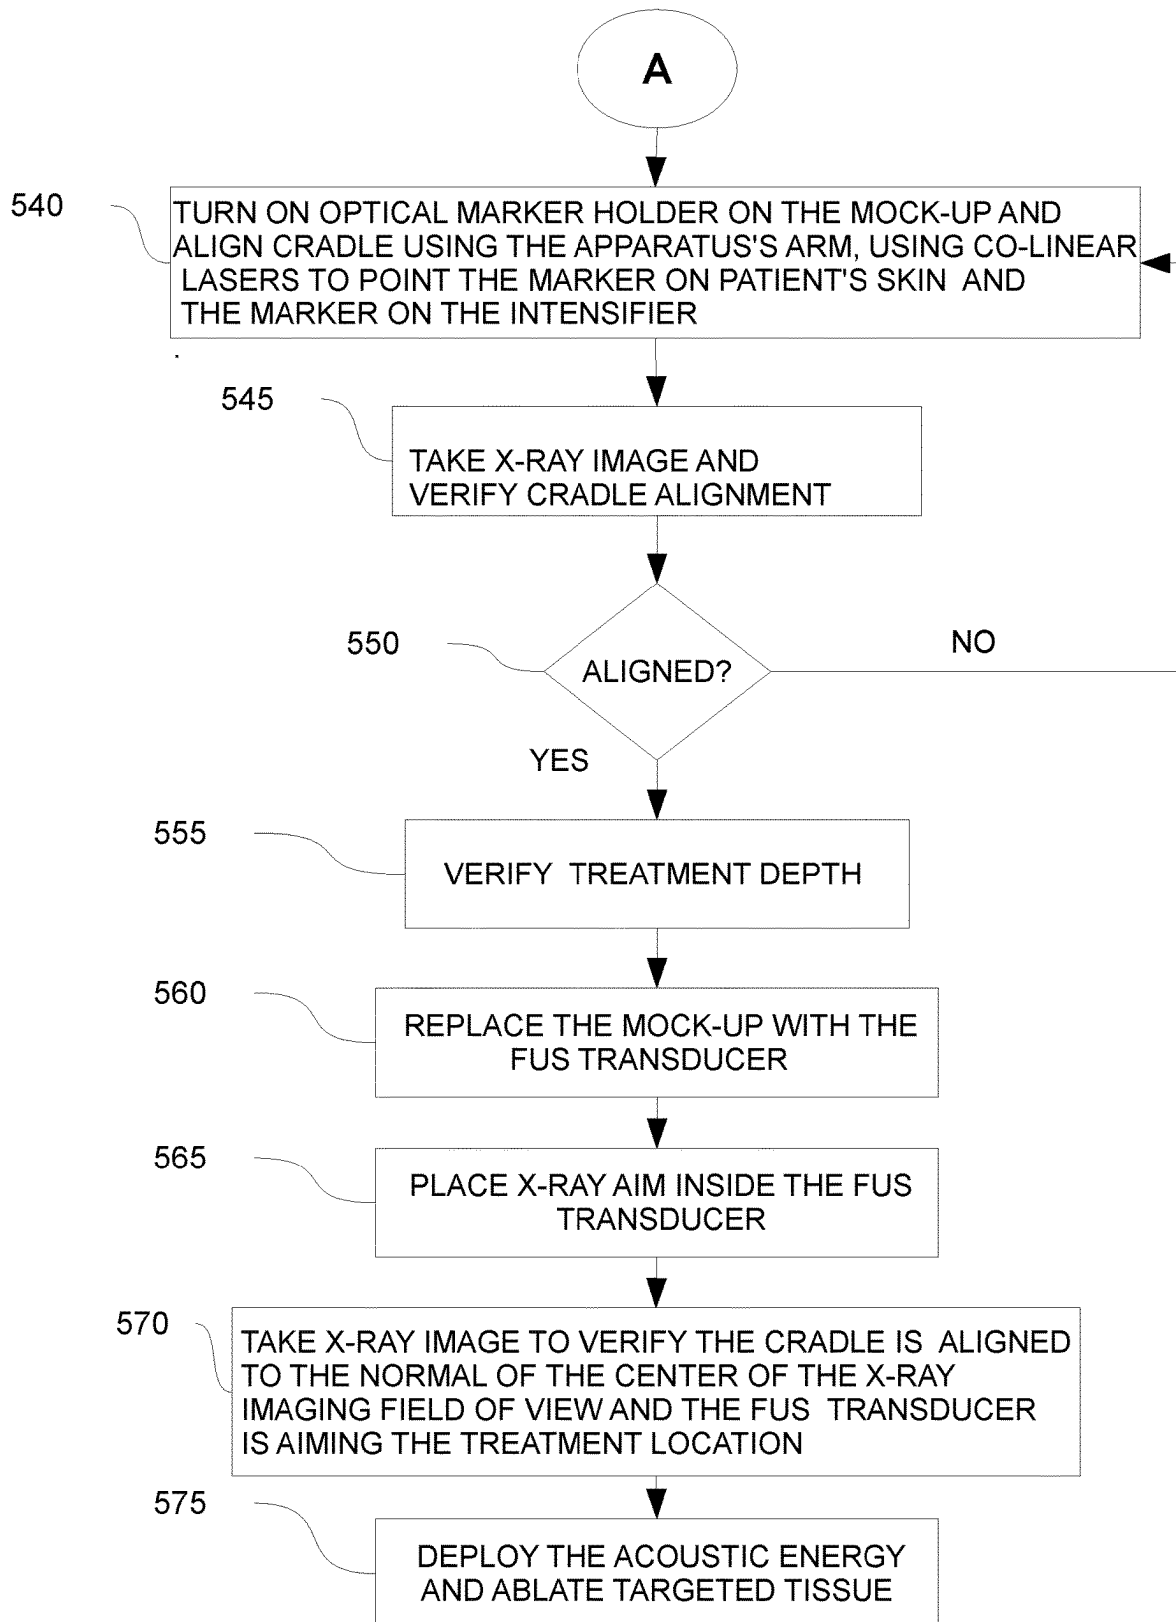 A
540
TURN ON OPTICAL MARKER HOLDER ON THE MOCK-UP AND
ALIGN CRADLE USING THE APPARATUS'S ARM, USING CO-LINEAR
LASERS TO POINT THE MARKER ON PATIENT'S SKIN AND
THE MARKER ON THE INTENSIFIER
.
545
TAKE X-RAY IMAGE AND
VERIFY CRADLE ALIGNMENT
550
ALIGNED?
NO
YES
555
VERIFY TREATMENT DEPTH
560
REPLACE THE MOCK-UP WITH THE
FUS TRANSDUCER
565
PLACE X-RAY AIM INSIDE THE FUS
TRANSDUCER
570
TAKE X-RAY IMAGE TO VERIFY THE CRADLE IS ALIGNED
TO THE NORMAL OF THE CENTER OF THE X-RAY
IMAGING FIELD OF VIEW AND THE FUS TRANSDUCER
IS AIMING THE TREATMENT LOCATION
575
DEPLOY THE ACOUSTIC ENERGY
AND ABLATE TARGETED TISSUE